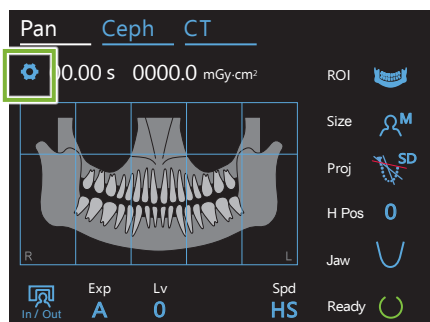 Pan Ceph CT
00.00 s 0000.0 mGy·cm²
ROI
Size M
Proj SD
H Pos 0
R L
Jaw
Exp Lv Spd
In / Out A 0 HS
Ready